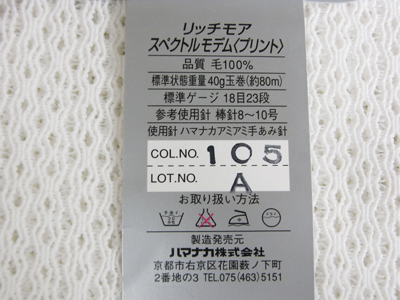 リッチモア
スペクトルモデム〈プリント〉
品質 毛100%
標準状態重量 40g玉巻(約80m)
標準ゲージ 18目23段
参考使用針 棒針8〜10号
使用針 ハマナカアミアミ手あみ針
COL.NO. 105
LOT.NO. A
お取り扱い方法
製造発売元
ハマナカ株式会社
京都市右京区花園薮ノ下町
2番地の3 TEL.075(463)5151